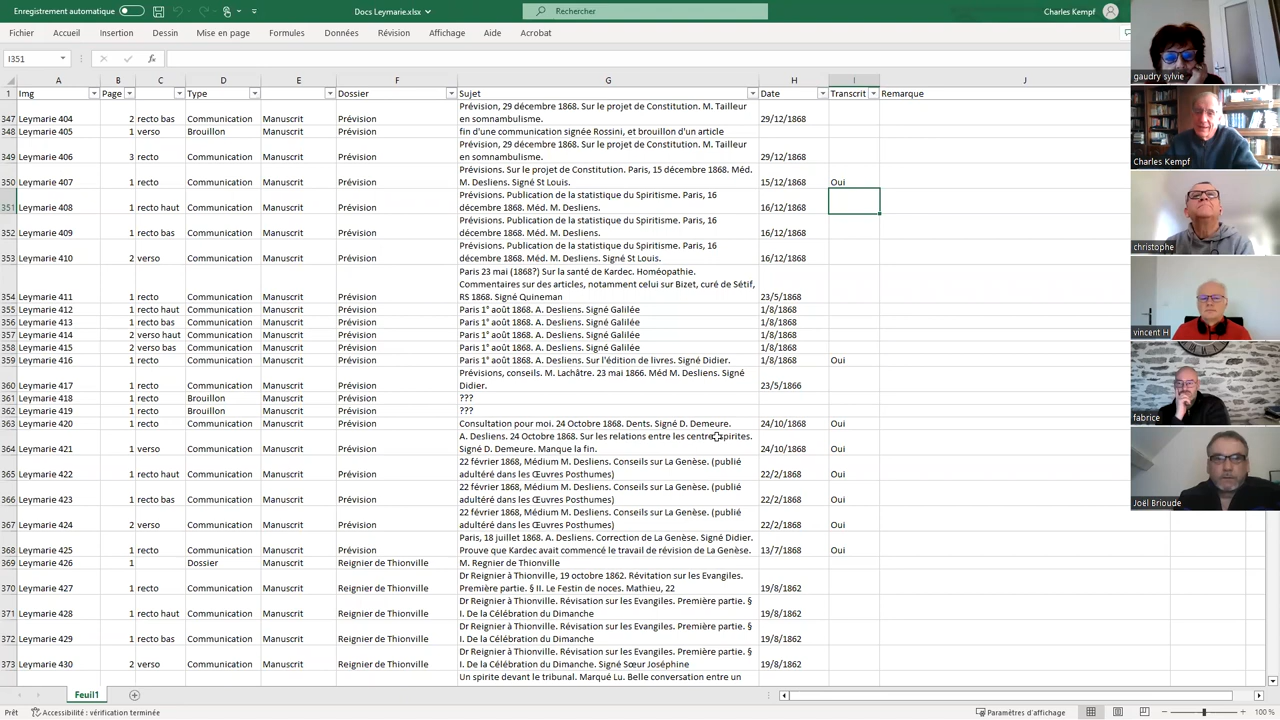 Enregistrement automatique
Docs Leymarie.xlsx
Rechercher
Charles Kempf
Fichier Accueil Insertion Dessin Mise en page Formules Données Révision Affichage Aide Acrobat
I351
fx
A B C D E F G H I J
1 Img Page Type Dossier Sujet Date Transcrit Remarque
Prévision, 29 décembre 1868. Sur le projet de Constitution. M. Tailleur
347 Leymarie 404 2 recto bas Communication Manuscrit Prévision en somnambulisme. 29/12/1868
348 Leymarie 405 1 verso Brouillon Manuscrit Prévision fin d'une communication signée Rossini, et brouillon d'un article
Prévision, 29 décembre 1868. Sur le projet de Constitution. M. Tailleur
349 Leymarie 406 3 recto Communication Manuscrit Prévision en somnambulisme. 29/12/1868
Prévisions. Sur le projet de Constitution. Paris, 15 décembre 1868. Méd.
350 Leymarie 407 1 recto Communication Manuscrit Prévision M. Desliens. Signé St Louis. 15/12/1868 Oui
Prévisions. Publication de la statistique du Spiritisme. Paris, 16
351 Leymarie 408 1 recto haut Communication Manuscrit Prévision décembre 1868. Méd. M. Desliens. 16/12/1868
Prévisions. Publication de la statistique du Spiritisme. Paris, 16
352 Leymarie 409 1 recto bas Communication Manuscrit Prévision décembre 1868. Méd. M. Desliens. 16/12/1868
Prévisions. Publication de la statistique du Spiritisme. Paris, 16
353 Leymarie 410 2 verso Communication Manuscrit Prévision décembre 1868. Méd. M. Desliens. Signé St Louis. 16/12/1868
Paris 23 mai (1868?) Sur la santé de Kardec. Homéopathie.
Commentaires sur des articles, notamment celui sur Bizet, curé de Sétif,
354 Leymarie 411 1 recto Communication Manuscrit Prévision RS 1868. Signé Quineman 23/5/1868
355 Leymarie 412 1 recto haut Communication Manuscrit Prévision Paris 1° août 1868. A. Desliens. Signé Galilée 1/8/1868
356 Leymarie 413 1 recto bas Communication Manuscrit Prévision Paris 1° août 1868. A. Desliens. Signé Galilée 1/8/1868
357 Leymarie 414 2 verso haut Communication Manuscrit Prévision Paris 1° août 1868. A. Desliens. Signé Galilée 1/8/1868
358 Leymarie 415 2 verso bas Communication Manuscrit Prévision Paris 1° août 1868. A. Desliens. Signé Galilée 1/8/1868
359 Leymarie 416 1 recto Communication Manuscrit Prévision Paris 1° août 1868. A. Desliens. Sur l'édition de livres. Signé Didier. 1/8/1868 Oui
Prévisions, conseils. M. Lachâtre. 23 mai 1866. Méd M. Desliens. Signé
360 Leymarie 417 1 recto Communication Manuscrit Prévision Didier. 23/5/1866
361 Leymarie 418 1 recto Brouillon Manuscrit Prévision ???
362 Leymarie 419 1 recto Brouillon Manuscrit Prévision ???
363 Leymarie 420 1 recto Communication Manuscrit Prévision Consultation pour moi. 24 Octobre 1868. Dents. Signé D. Demeure. 24/10/1868 Oui
A. Desliens. 24 Octobre 1868. Sur les relations entre les centres spirites.
364 Leymarie 421 1 verso Communication Manuscrit Prévision Signé D. Demeure. Manque la fin. 24/10/1868 Oui
22 février 1868, Médium M. Desliens. Conseils sur La Genèse. (publié
365 Leymarie 422 1 recto haut Communication Manuscrit Prévision adultéré dans les Œuvres Posthumes) 22/2/1868 Oui
22 février 1868, Médium M. Desliens. Conseils sur La Genèse. (publié
366 Leymarie 423 1 recto bas Communication Manuscrit Prévision adultéré dans les Œuvres Posthumes) 22/2/1868 Oui
22 février 1868, Médium M. Desliens. Conseils sur La Genèse. (publié
367 Leymarie 424 2 verso Communication Manuscrit Prévision adultéré dans les Œuvres Posthumes) 22/2/1868 Oui
Paris, 18 juillet 1868. A. Desliens. Correction de La Genèse. Signé Didier.
368 Leymarie 425 1 recto Communication Manuscrit Prévision Prouve que Kardec avait commencé le travail de révision de La Genèse. 13/7/1868 Oui
369 Leymarie 426 1 Dossier Manuscrit Reignier de Thionville M. Regnier de Thionville
Dr Reignier à Thionville, 19 octobre 1862. Révitation sur les Evangiles.
370 Leymarie 427 1 recto Communication Manuscrit Reignier de Thionville Première partie. § II. Le Festin de noces. Mathieu, 22 19/8/1862
Dr Reignier à Thionville. Révisation sur les Evangiles. Première partie. §
371 Leymarie 428 1 recto haut Communication Manuscrit Reignier de Thionville I. De la Célébration du Dimanche 19/8/1862
Dr Reignier à Thionville. Révisation sur les Evangiles. Première partie. §
372 Leymarie 429 1 recto bas Communication Manuscrit Reignier de Thionville I. De la Célébration du Dimanche 19/8/1862
Dr Reignier à Thionville. Révisation sur les Evangiles. Première partie. §
373 Leymarie 430 2 verso Communication Manuscrit Reignier de Thionville I. De la Célébration du Dimanche. Signé Sœur Joséphine 19/8/1862
Un spirite devant le tribunal. Marqué Lu. Belle conversation entre un
Feuil1
Prêt Accessibilité : vérification terminée Paramètres d'affichage 100 %
gaudry sylvie
Charles Kempf
christophe
vincent H
fabrice
Joël Brioude